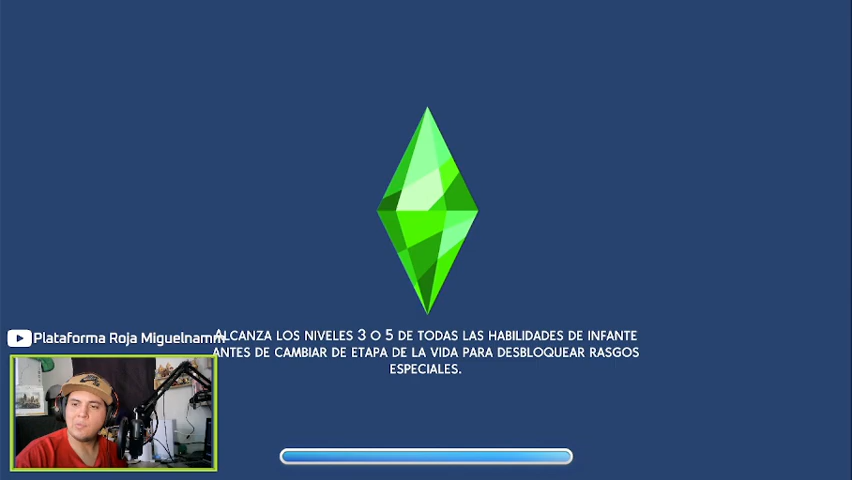 ALCANZA LOS NIVELES 3 O 5 DE TODAS LAS HABILIDADES DE INFANTE
ANTES DE CAMBIAR DE ETAPA DE LA VIDA PARA DESBLOQUEAR RASGOS
ESPECIALES.
Plataforma Roja Miguelnamm